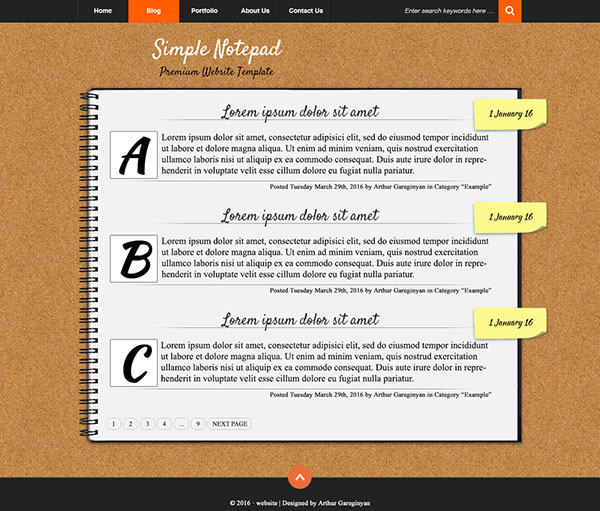 Home Blog Portfolio About Us Contact Us Enter search keywords here ....
Simple Notepad
Premium Website Template
Lorem ipsum dolor sit amet
1 January 16
A
Lorem ipsum dolor sit amet, consectetur adipisici elit, sed do eiusmod tempor incididunt
ut labore et dolore magna aliqua. Ut enim ad minim veniam, quis nostrud exercitation
ullamco laboris nisi ut aliquip ex ea commodo consequat. Duis aute irure dolor in repre-
henderit in voluptate velit esse cillum dolore eu fugiat nulla pariatur.
Posted Tuesday March 29th, 2016 by Arthur Gareginyan in Category “Example”
Lorem ipsum dolor sit amet
1 January 16
B
Lorem ipsum dolor sit amet, consectetur adipisici elit, sed do eiusmod tempor incididunt
ut labore et dolore magna aliqua. Ut enim ad minim veniam, quis nostrud exercitation
ullamco laboris nisi ut aliquip ex ea commodo consequat. Duis aute irure dolor in repre-
henderit in voluptate velit esse cillum dolore eu fugiat nulla pariatur.
Posted Tuesday March 29th, 2016 by Arthur Gareginyan in Category “Example”
Lorem ipsum dolor sit amet
1 January 16
C
Lorem ipsum dolor sit amet, consectetur adipisici elit, sed do eiusmod tempor incididunt
ut labore et dolore magna aliqua. Ut enim ad minim veniam, quis nostrud exercitation
ullamco laboris nisi ut aliquip ex ea commodo consequat. Duis aute irure dolor in repre-
henderit in voluptate velit esse cillum dolore eu fugiat nulla pariatur.
Posted Tuesday March 29th, 2016 by Arthur Gareginyan in Category “Example”
1 2 3 4 ... 9 NEXT PAGE
© 2016 · website | Designed by Arthur Gareginyan